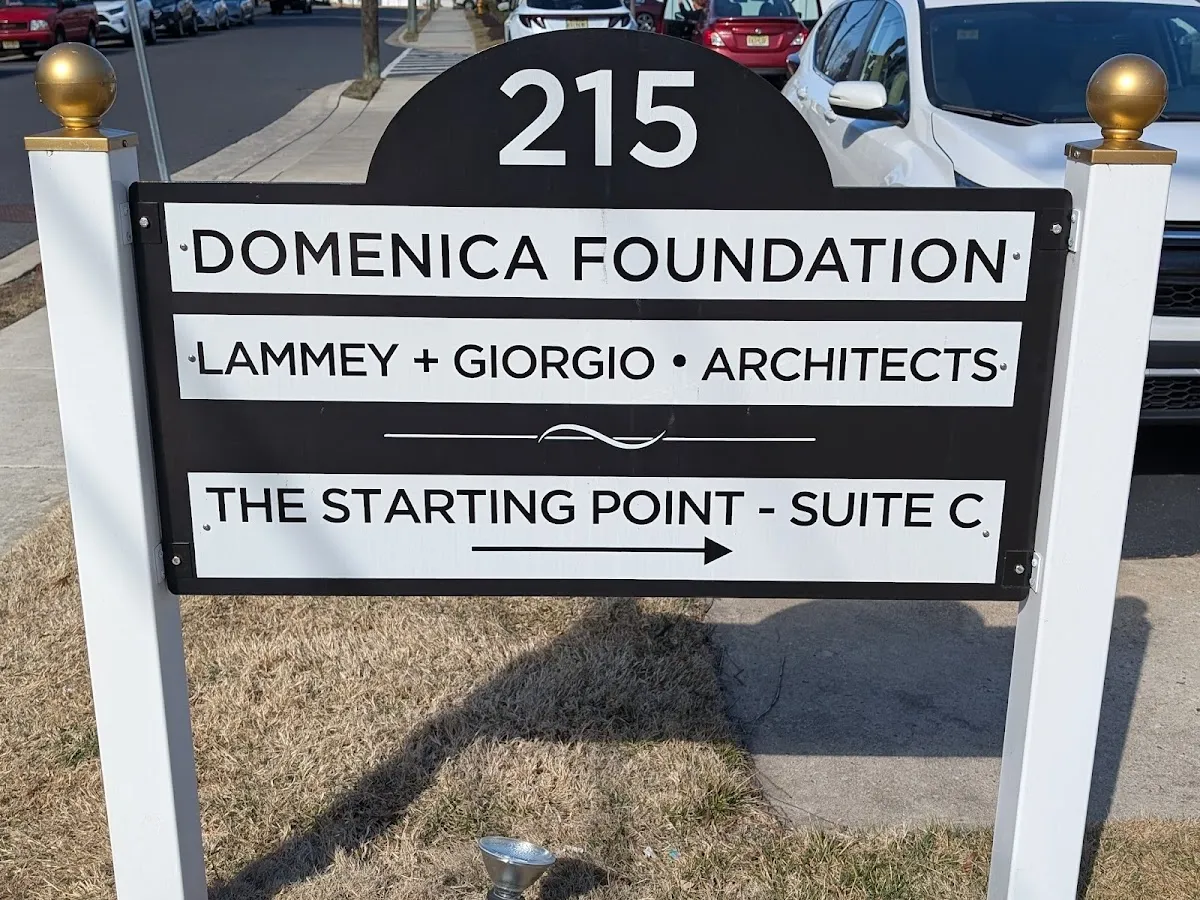 215
DOMENICA FOUNDATION
LAMMEY + GIORGIO • ARCHITECTS
THE STARTING POINT - SUITE C